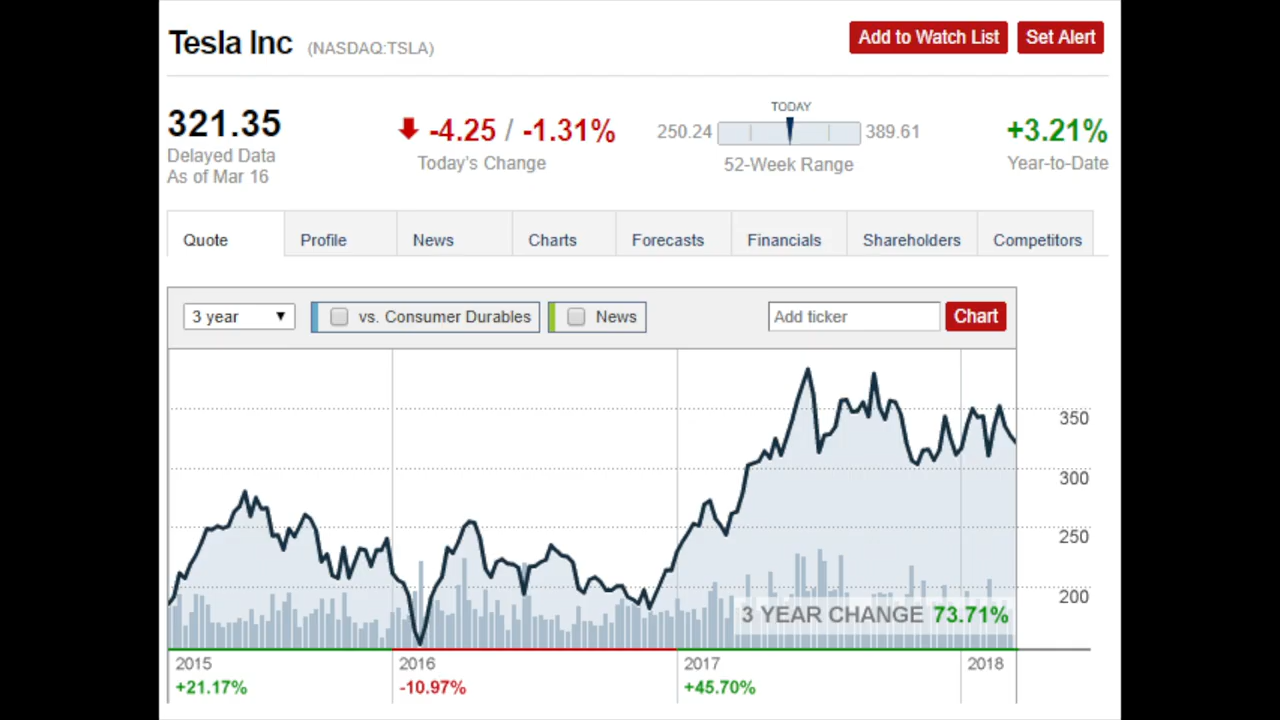 Tesla Inc (NASDAQ:TSLA)
Add to Watch List
Set Alert
321.35
Delayed Data
As of Mar 16
-4.25 / -1.31%
Today's Change
TODAY
250.24
389.61
52-Week Range
+3.21%
Year-to-Date
Quote
Profile
News
Charts
Forecasts
Financials
Shareholders
Competitors
3 year
vs. Consumer Durables
News
Add ticker
Chart
350
300
250
200
3 YEAR CHANGE 73.71%
2015
+21.17%
2016
-10.97%
2017
+45.70%
2018